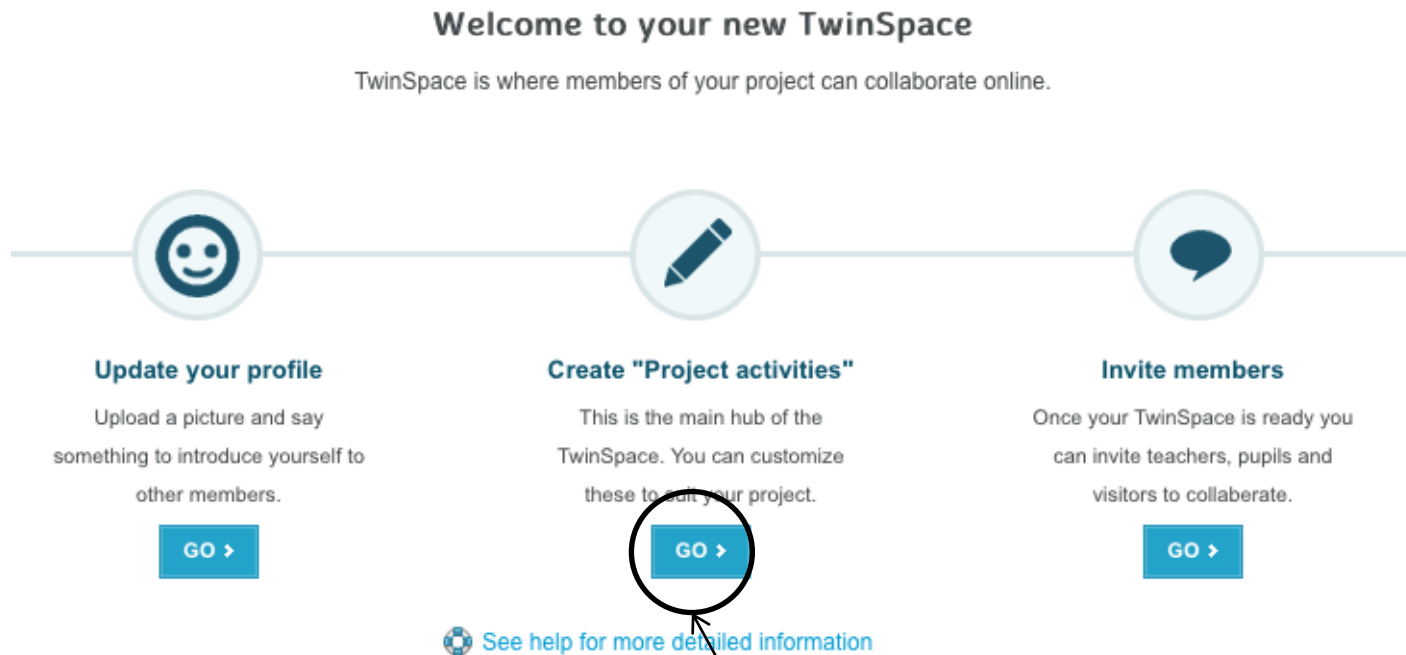 Welcome to your new TwinSpace
TwinSpace is where members of your project can collaborate online.
Update your profile
Upload a picture and say
something to introduce yourself to
other members.
GO
Create "Project activities"
This is the main hub of the
TwinSpace. You can customize
these to suit your project.
GO
Invite members
Once your TwinSpace is ready you
can invite teachers, pupils and
visitors to collaberate.
GO
See help for more detailed information